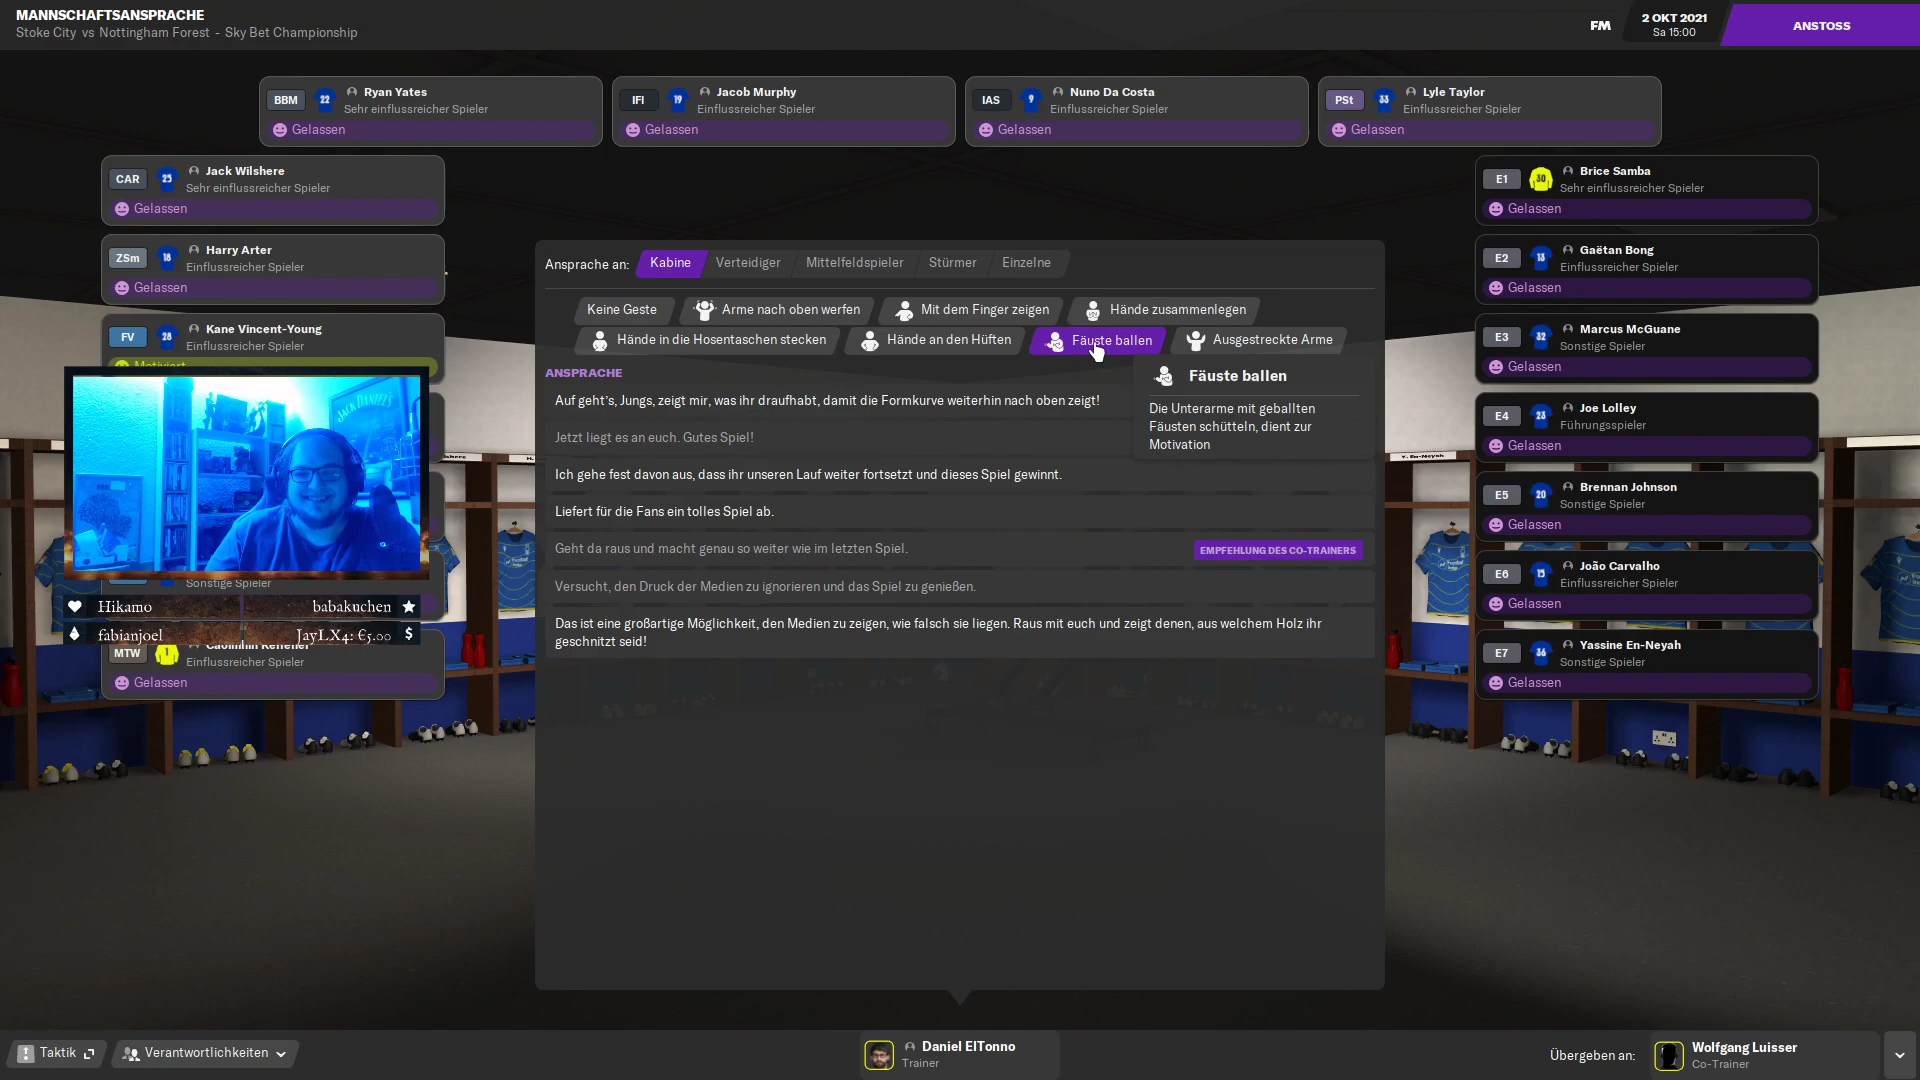 MANNSCHAFTSANSPRACHE
Stoke City vs Nottingham Forest - Sky Bet Championship
FM
2 OKT 2021
Sa 15:00
ANSTOSS
BBM
22
Ryan Yates
Sehr einflussreicher Spieler
Gelassen
IFl
19
Jacob Murphy
Einflussreicher Spieler
Gelassen
IAS
9
Nuno Da Costa
Einflussreicher Spieler
Gelassen
PSt
33
Lyle Taylor
Einflussreicher Spieler
Gelassen
CAR
25
Jack Wilshere
Sehr einflussreicher Spieler
Gelassen
ZSm
18
Harry Arter
Einflussreicher Spieler
Gelassen
FV
28
Kane Vincent-Young
Einflussreicher Spieler
Motiviert
JACK DANIEL'S
Sonstige Spieler
Hikamo
babakuchen
fabianjoel
JayLX4: €5.00
$
MTW
1
Einflussreicher Spieler
Gelassen
Ansprache an:
Kabine
Verteidiger
Mittelfeldspieler
Stürmer
Einzelne
Keine Geste
Arme nach oben werfen
Mit dem Finger zeigen
Hände zusammenlegen
Hände in die Hosentaschen stecken
Hände an den Hüften
Fäuste ballen
Ausgestreckte Arme
ANSPRACHE
Auf geht's, Jungs, zeigt mir, was ihr draufhabt, damit die Formkurve weiterhin nach oben zeigt!
Jetzt liegt es an euch. Gutes Spiel!
Ich gehe fest davon aus, dass ihr unseren Lauf weiter fortsetzt und dieses Spiel gewinnt.
Liefert für die Fans ein tolles Spiel ab.
Geht da raus und macht genau so weiter wie im letzten Spiel.
EMPFEHLUNG DES CO-TRAINERS
Versucht, den Druck der Medien zu ignorieren und das Spiel zu genießen.
Das ist eine großartige Möglichkeit, den Medien zu zeigen, wie falsch sie liegen. Raus mit euch und zeigt denen, aus welchem Holz ihr
geschnitzt seid!
Fäuste ballen
Die Unterarme mit geballten
Fäusten schütteln, dient zur
Motivation
E1
30
Brice Samba
Sehr einflussreicher Spieler
Gelassen
E2
13
Gaëtan Bong
Einflussreicher Spieler
Gelassen
E3
32
Marcus McGuane
Sonstige Spieler
Gelassen
E4
23
Joe Lolley
Führungsspieler
Gelassen
Y. En-Neyah
E5
20
Brennan Johnson
Sonstige Spieler
Gelassen
E6
15
João Carvalho
Einflussreicher Spieler
Gelassen
E7
36
Yassine En-Neyah
Sonstige Spieler
Gelassen
Taktik
Verantwortlichkeiten
Daniel ElTonno
Trainer
Übergeben an:
Wolfgang Luisser
Co-Trainer